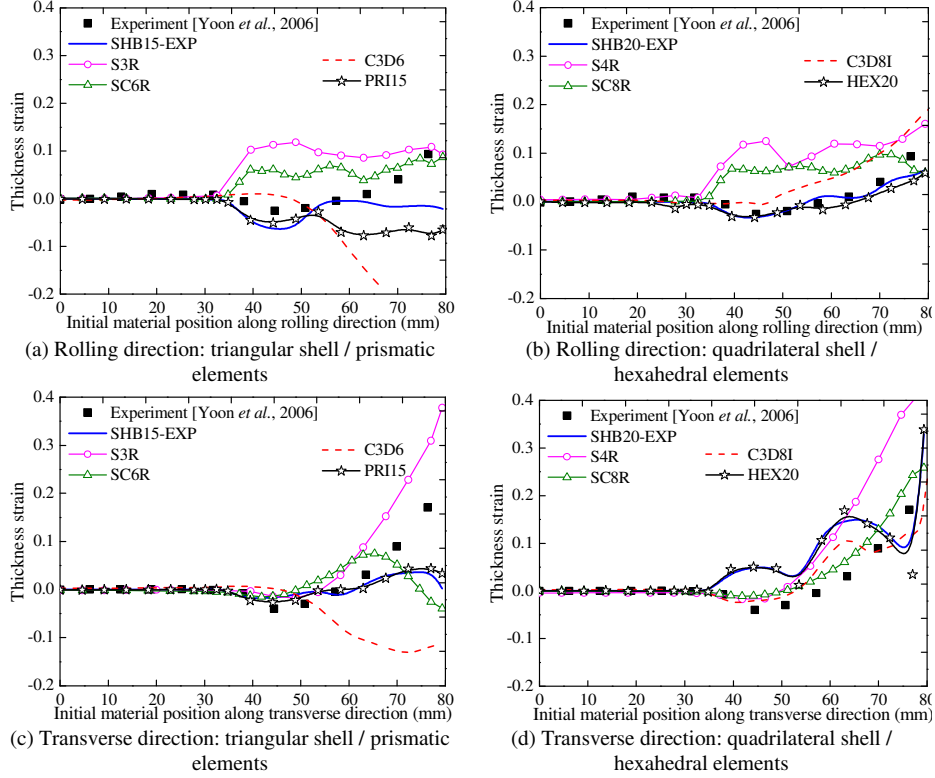 0.4
0.3
0.2
0.1
0.0
-0.1
-0.2
Thickness strain
Experiment [Yoon et al., 2006]
SHB15-EXP
S3R
SC6R
C3D6
PRI15
0 10 20 30 40 50 60 70 80
Initial material position along rolling direction (mm)
(a) Rolling direction: triangular shell / prismatic
elements
0.4
0.3
0.2
0.1
0.0
-0.1
-0.2
Thickness strain
Experiment [Yoon et al., 2006]
SHB20-EXP
S4R
SC8R
C3D8I
HEX20
0 10 20 30 40 50 60 70 80
Initial material position along rolling direction (mm)
(b) Rolling direction: quadrilateral shell /
hexahedral elements
0.4
0.3
0.2
0.1
0.0
-0.1
-0.2
Thickness strain
Experiment [Yoon et al., 2006]
SHB15-EXP
S3R
SC6R
C3D6
PRI15
0 10 20 30 40 50 60 70 80
Initial material position along transverse direction (mm)
(c) Transverse direction: triangular shell / prismatic
elements
0.4
0.3
0.2
0.1
0.0
-0.1
-0.2
Thickness strain
Experiment [Yoon et al., 2006]
SHB20-EXP
S4R
SC8R
C3D8I
HEX20
0 10 20 30 40 50 60 70 80
Initial material position along transverse direction (mm)
(d) Transverse direction: quadrilateral shell /
hexahedral elements